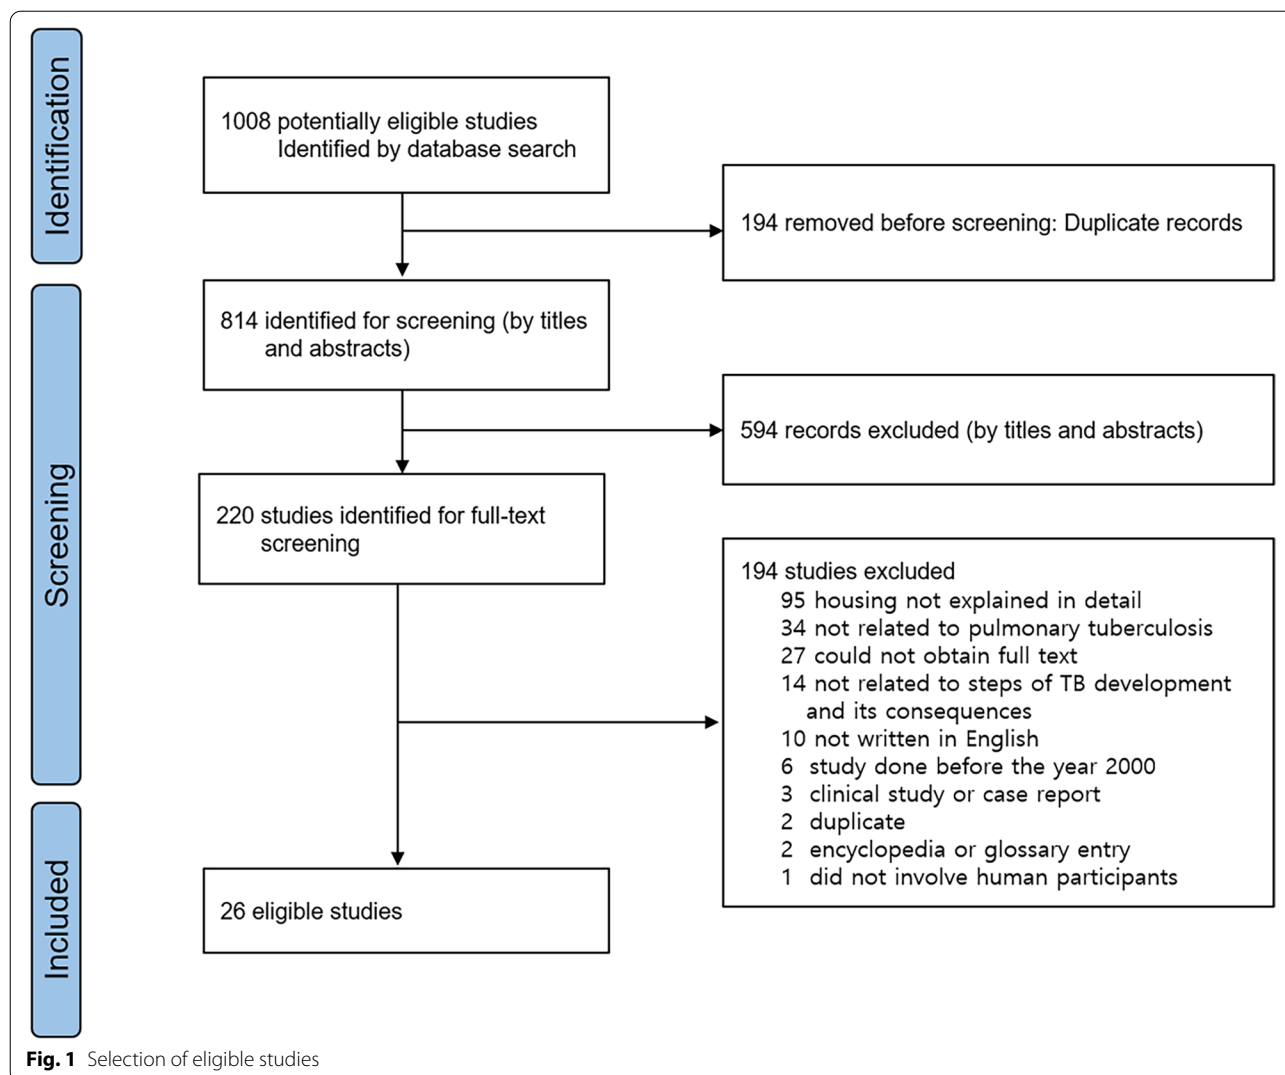 Identification
1008 potentially eligible studies
Identified by database search
194 removed before screening: Duplicate records
Screening
814 identified for screening (by titles
and abstracts)
594 records excluded (by titles and abstracts)
220 studies identified for full-text
screening
194 studies excluded
95 housing not explained in detail
34 not related to pulmonary tuberculosis
27 could not obtain full text
14 not related to steps of TB development
and its consequences
10 not written in English
6 study done before the year 2000
3 clinical study or case report
2 duplicate
2 encyclopedia or glossary entry
1 did not involve human participants
Included
26 eligible studies
Fig. 1 Selection of eligible studies